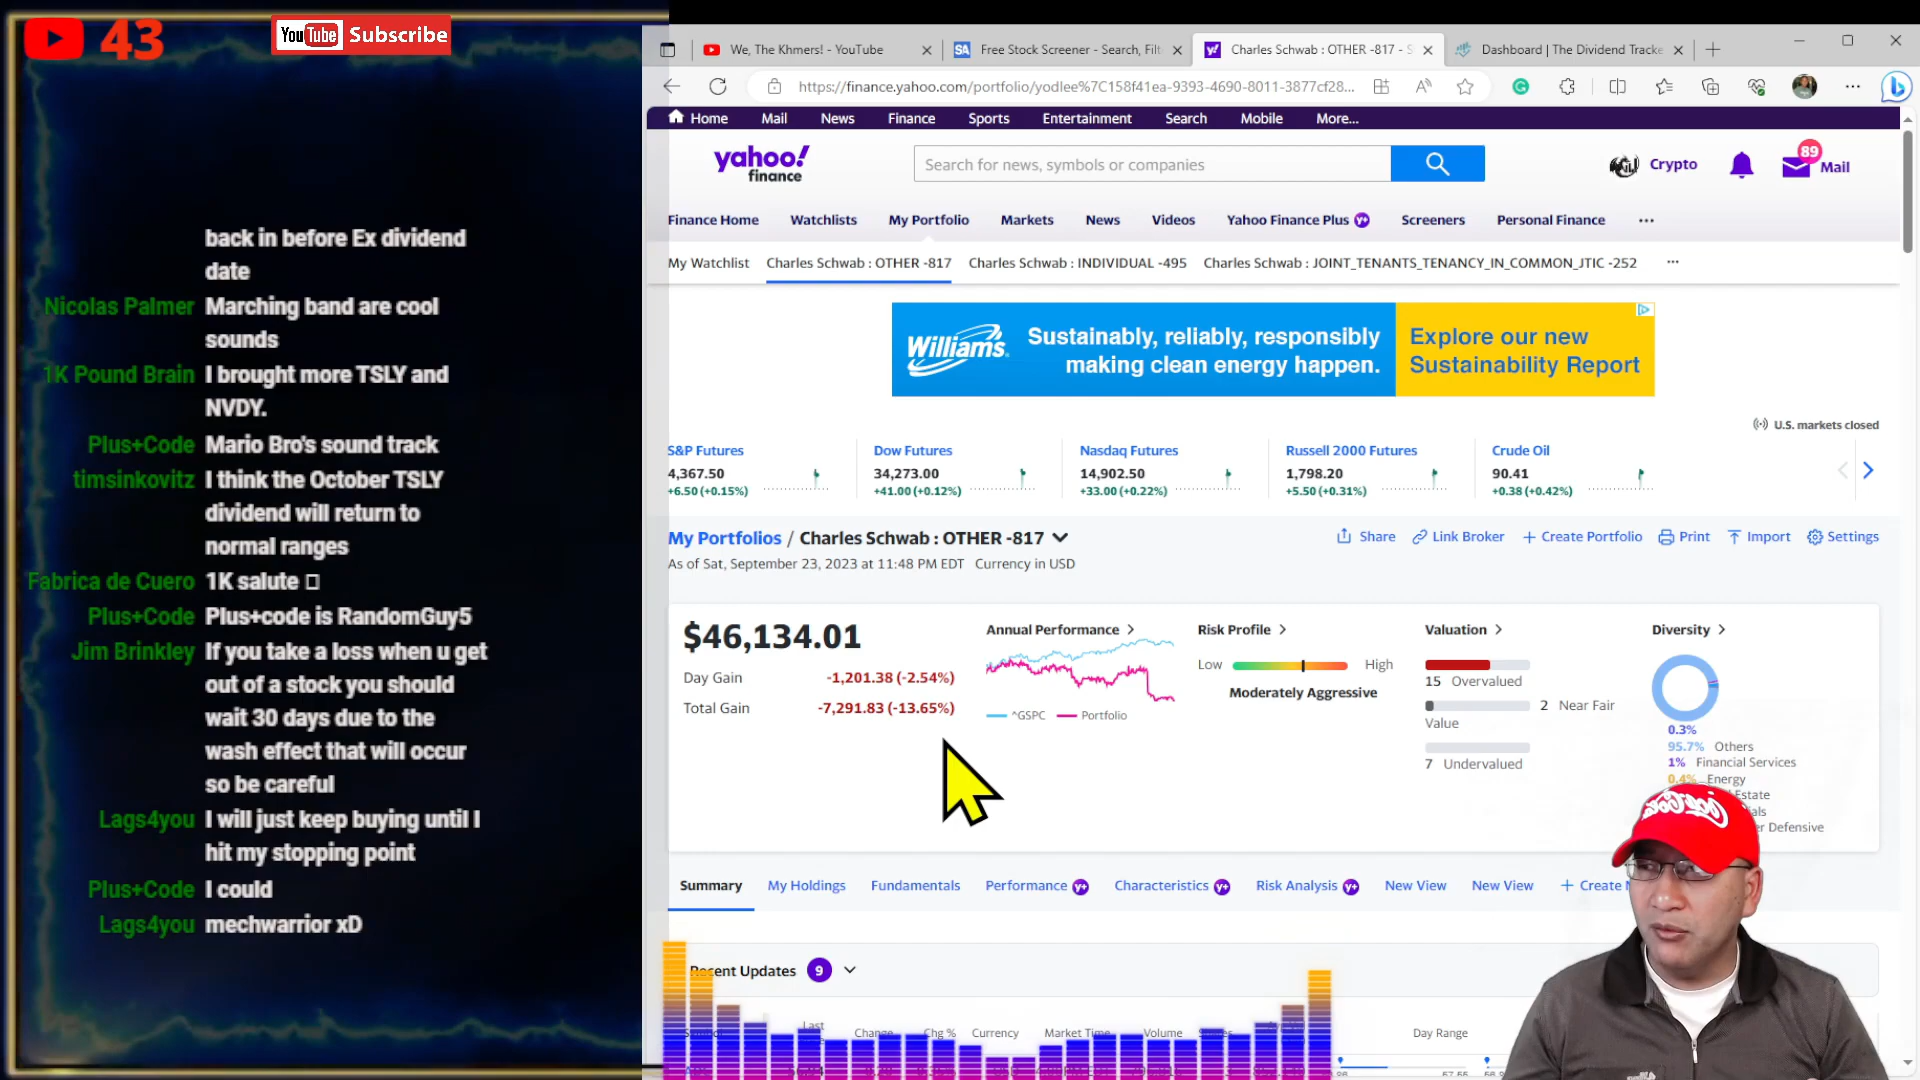 43
YouTube Subscribe
back in before Ex dividend
date
Nicolas Palmer Marching band are cool
sounds
1K Pound Brain I brought more TSLY and
NVDY.
Plus+Code Mario Bro's sound track
timsinkovitz I think the October TSLY
dividend will return to
normal ranges
Fabrica de Cuero 1K salute
Plus+Code Plus+code is RandomGuy5
Jim Brinkley If you take a loss when u get
out of a stock you should
wait 30 days due to the
wash effect that will occur
so be careful
Lags4you I will just keep buying until I
hit my stopping point
Plus+Code I could
Lags4you mechwarrior xD
We, The Khmers! - YouTube
SA Free Stock Screener - Search, Filt
Charles Schwab : OTHER -817 - S
Dashboard | The Dividend Tracke
https://finance.yahoo.com/portfolio/yodlee%7C158f41ea-9393-4690-8011-3877cf28...
Home Mail News Finance Sports Entertainment Search Mobile More...
yahoo!
finance
Search for news, symbols or companies
Crypto
89
Mail
Finance Home Watchlists My Portfolio Markets News Videos Yahoo Finance Plus Screeners Personal Finance ...
My Watchlist Charles Schwab : OTHER -817 Charles Schwab : INDIVIDUAL -495 Charles Schwab : JOINT_TENANTS_TENANCY_IN_COMMON_JTIC -252 ...
Williams.
Sustainably, reliably, responsibly
making clean energy happen.
Explore our new
Sustainability Report
U.S. markets closed
S&P Futures
4,367.50
+6.50 (+0.15%)
Dow Futures
34,273.00
+41.00 (+0.12%)
Nasdaq Futures
14,902.50
+33.00 (+0.22%)
Russell 2000 Futures
1,798.20
+5.50 (+0.31%)
Crude Oil
90.41
+0.38 (+0.42%)
My Portfolios / Charles Schwab : OTHER -817
Share Link Broker + Create Portfolio Print Import Settings
As of Sat, September 23, 2023 at 11:48 PM EDT Currency in USD
$46,134.01
Day Gain -1,201.38 (-2.54%)
Total Gain -7,291.83 (-13.65%)
Annual Performance
^GSPC Portfolio
Risk Profile
Low High
Moderately Aggressive
Valuation
15 Overvalued
2 Near Fair
Value
7 Undervalued
Diversity
0.3%
95.7% Others
1% Financial Services
0.4% Energy
Estate
als
er Defensive
Coca-Cola
Summary My Holdings Fundamentals Performance Characteristics Risk Analysis New View New View + Create
Recent Updates 9
Last
Change Chg % Currency Market Time Volume Day Range